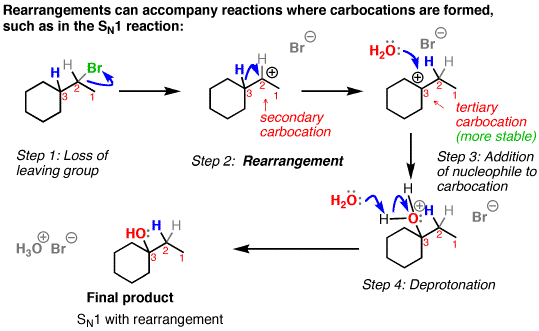 Rearrangements can accompany reactions where carbocations are formed,
such as in the SN1 reaction:
H
H
Br
3
2
1
Step 1: Loss of
leaving group
Br ⊖
H
H
⊕
3
2
1
secondary
carbocation
Step 2: Rearrangement
H2O:
Br ⊖
H
H
⊕
3
2
1
tertiary
carbocation
(more stable)
Step 3: Addition
of nucleophile to
carbocation
H2O:
H
H
O:
⊕
H
H
3
2
1
Br ⊖
Step 4: Deprotonation
H3O ⊕ Br ⊖
HO:
H
H
3
2
1
Final product
SN1 with rearrangement